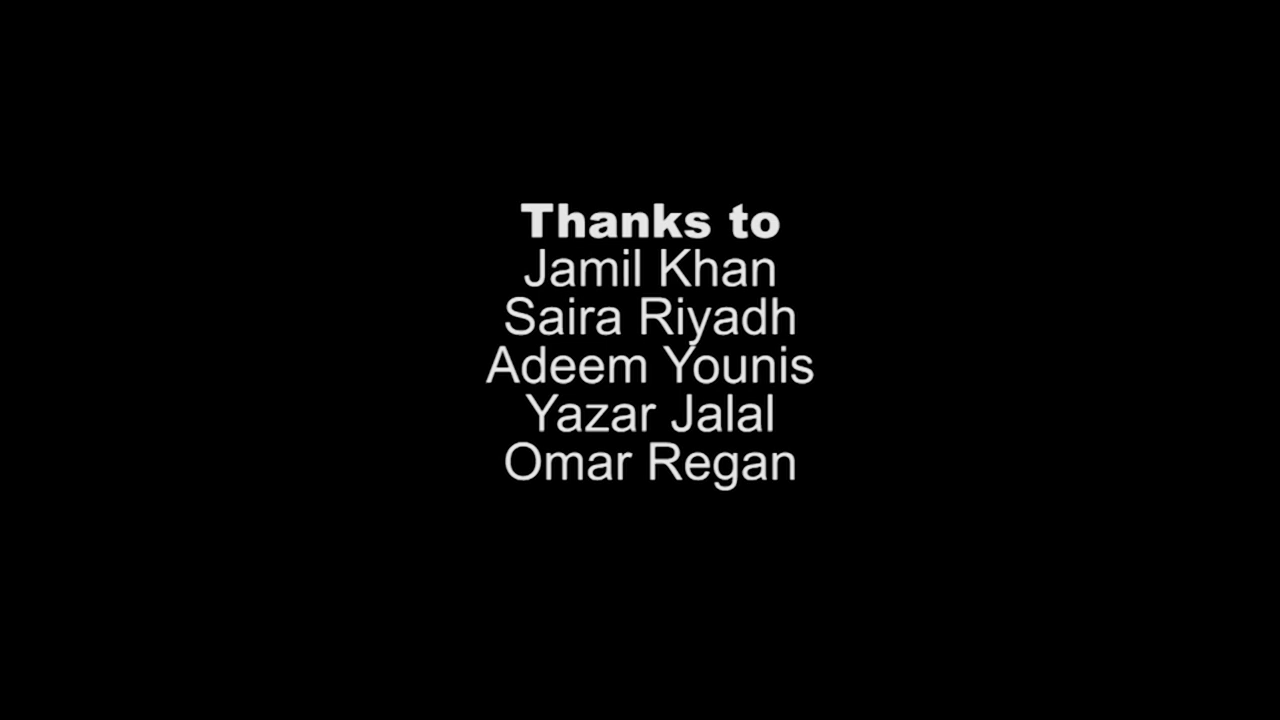 Thanks to
Jamil Khan
Saira Riyadh
Adeem Younis
Yazar Jalal
Omar Regan